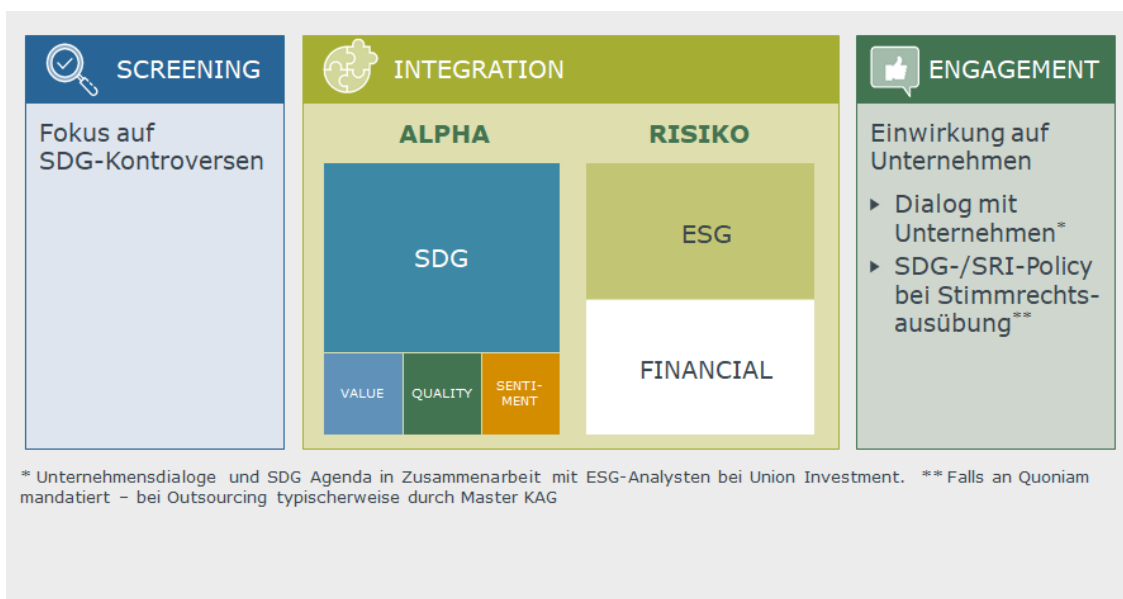 SCREENING
Fokus auf
SDG-Kontroversen
INTEGRATION
ALPHA
SDG
VALUE
QUALITY
SENTI-
MENT
RISIKO
ESG
FINANCIAL
ENGAGEMENT
Einwirkung auf
Unternehmen
▸ Dialog mit
Unternehmen*
▸ SDG-/SRI-Policy
bei Stimmrechts-
ausübung**
* Unternehmensdialoge und SDG Agenda in Zusammenarbeit mit ESG-Analysten bei Union Investment. ** Falls an Quoniam
mandatiert – bei Outsourcing typischerweise durch Master KAG